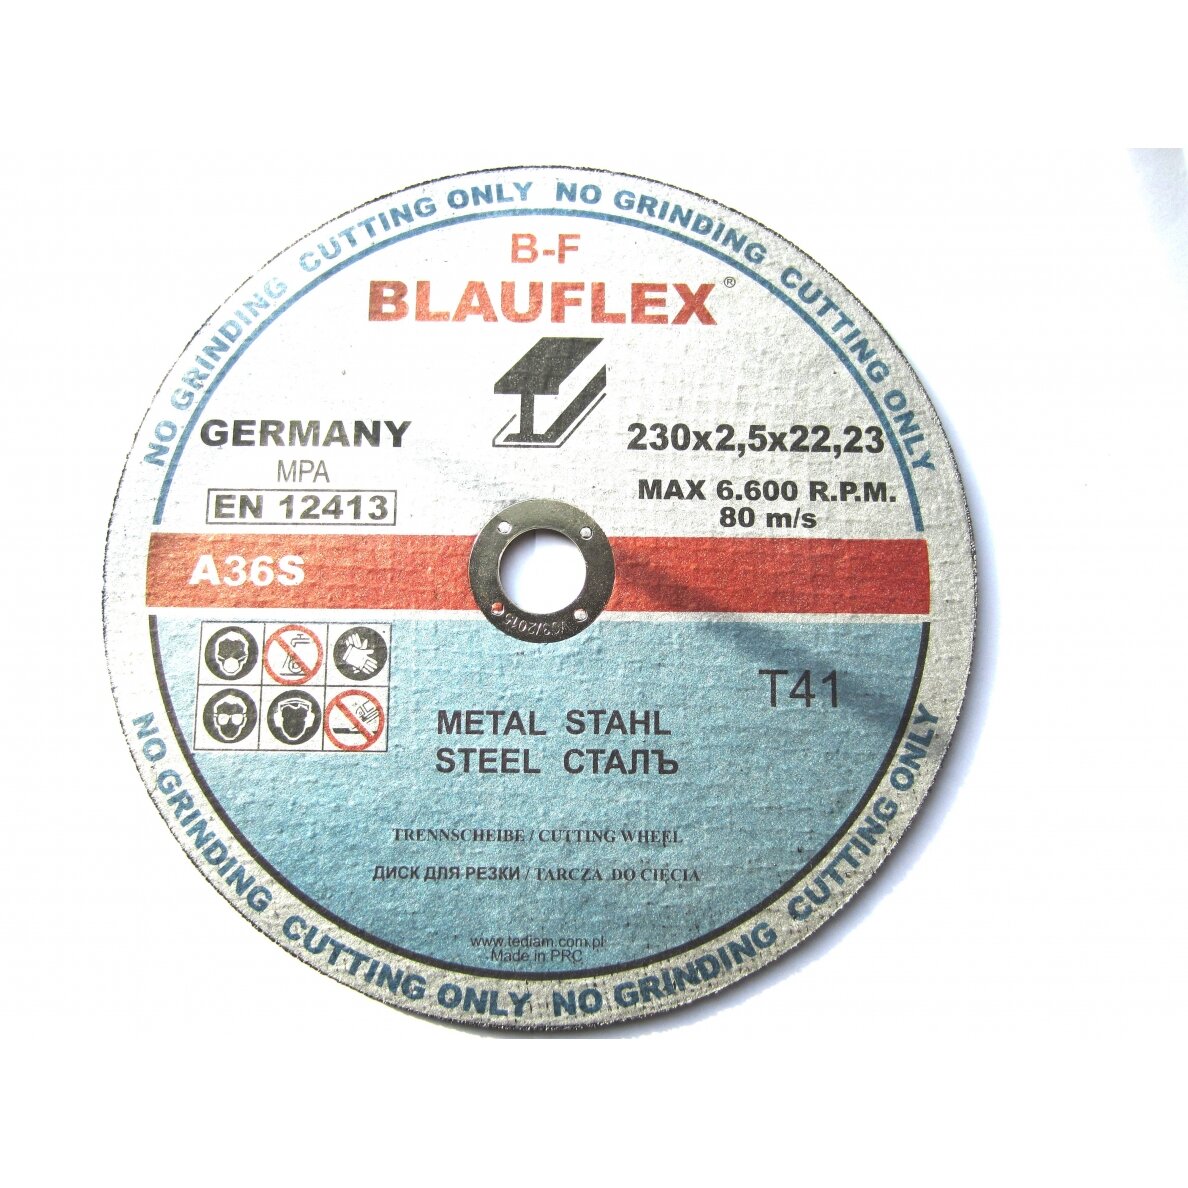 NO GRINDING CUTTING ONLY NO GRINDING CUTTING ONLY
B-F
BLAUFLEX®
GERMANY
MPA
EN 12413
230x2,5x22,23
MAX 6.600 R.P.M.
80 m/s
A36S
T41
METAL STAHL
STEEL СТАЛЪ
TRENNSCHEIBE / CUTTING WHEEL
ДИСК ДЛЯ РЕЗКИ / TARCZA DO CIĘCIA
www.tediam.com.pl
Made in PRC
NO GRINDING CUTTING ONLY NO GRINDING CUTTING ONLY